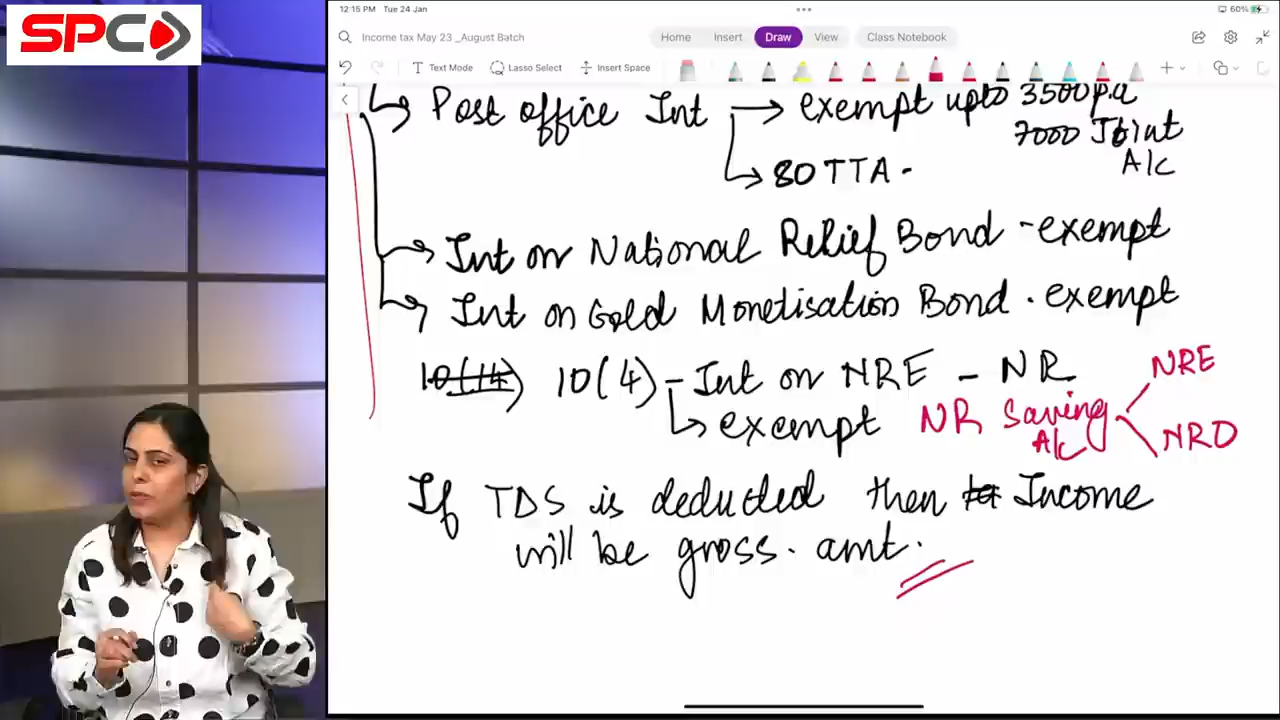 SPC
12:15 PM Tue 24 Jan
60%
Income tax May 23 _August Batch
Home Insert Draw View Class Notebook
Text Mode Lasso Select Insert Space
Post office Int → exempt upto 3500 p.a
7000 Joint
A/c
↳ 80TTA -
Int on National Relief Bond - exempt
Int on Gold Monetisation Bond - exempt
10(14) 10(4) - Int on NRE - NR
↳ exempt
NR Saving
A/c
NRE
NRO
If TDS is deducted then Income
will be gross. amt.